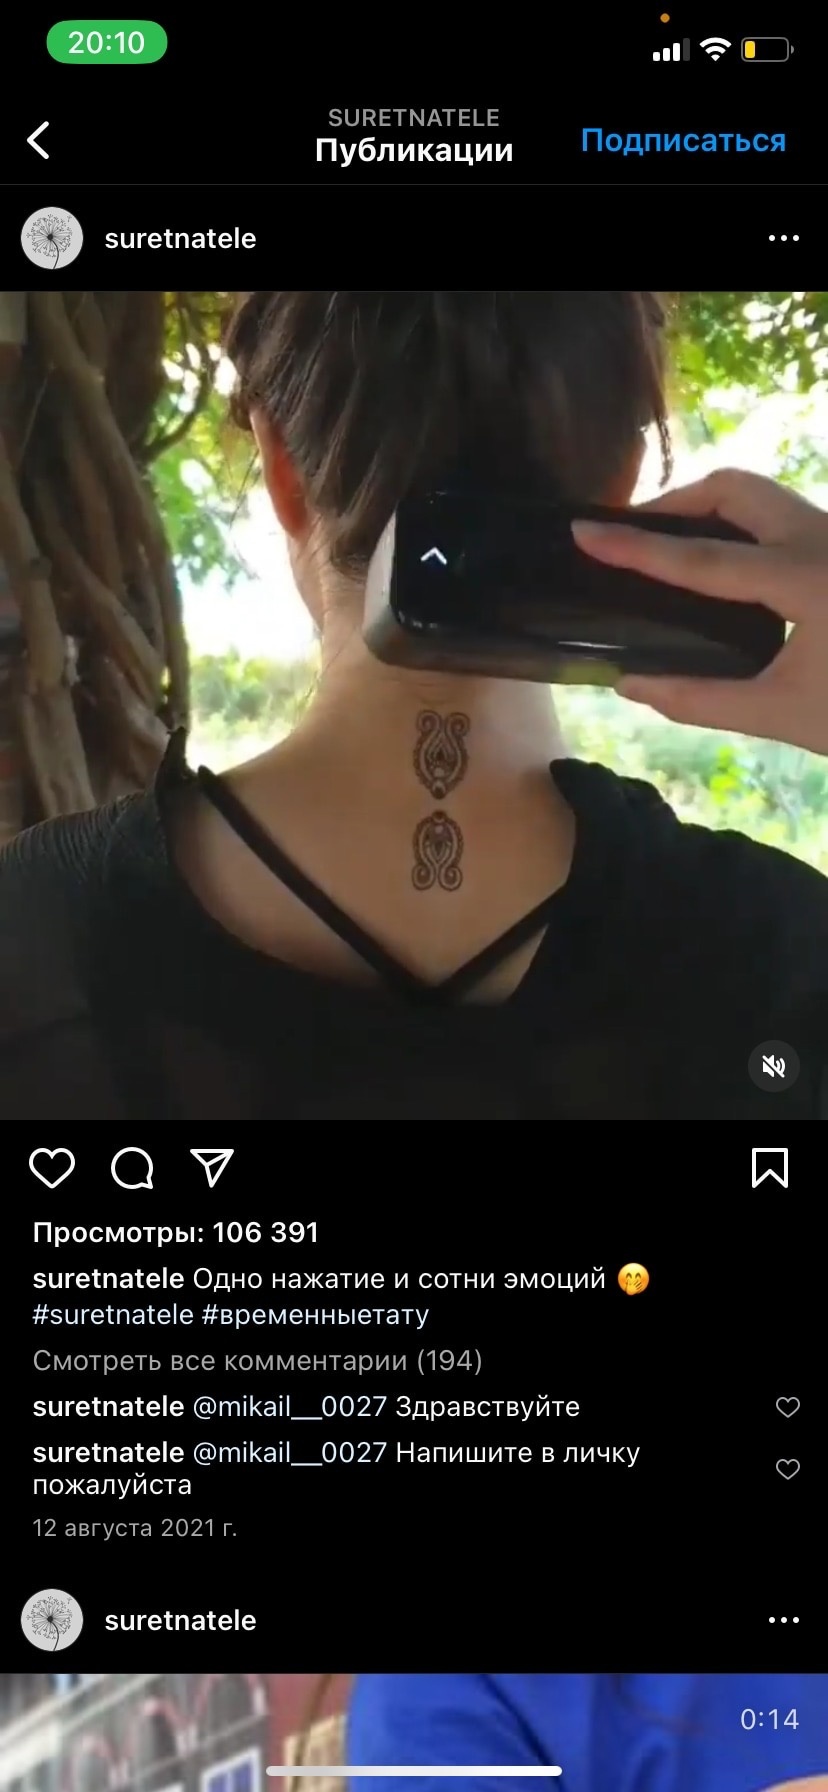 20:10
SURETNATELE
Публикации
Подписаться
suretnatele
Просмотры: 106 391
suretnatele Одно нажатие и сотни эмоций 🤭
#suretnatele #временныетату
Смотреть все комментарии (194)
suretnatele @mikail__0027 Здравствуйте
suretnatele @mikail__0027 Напишите в личку
пожалуйста
12 августа 2021 г.
suretnatele
0:14